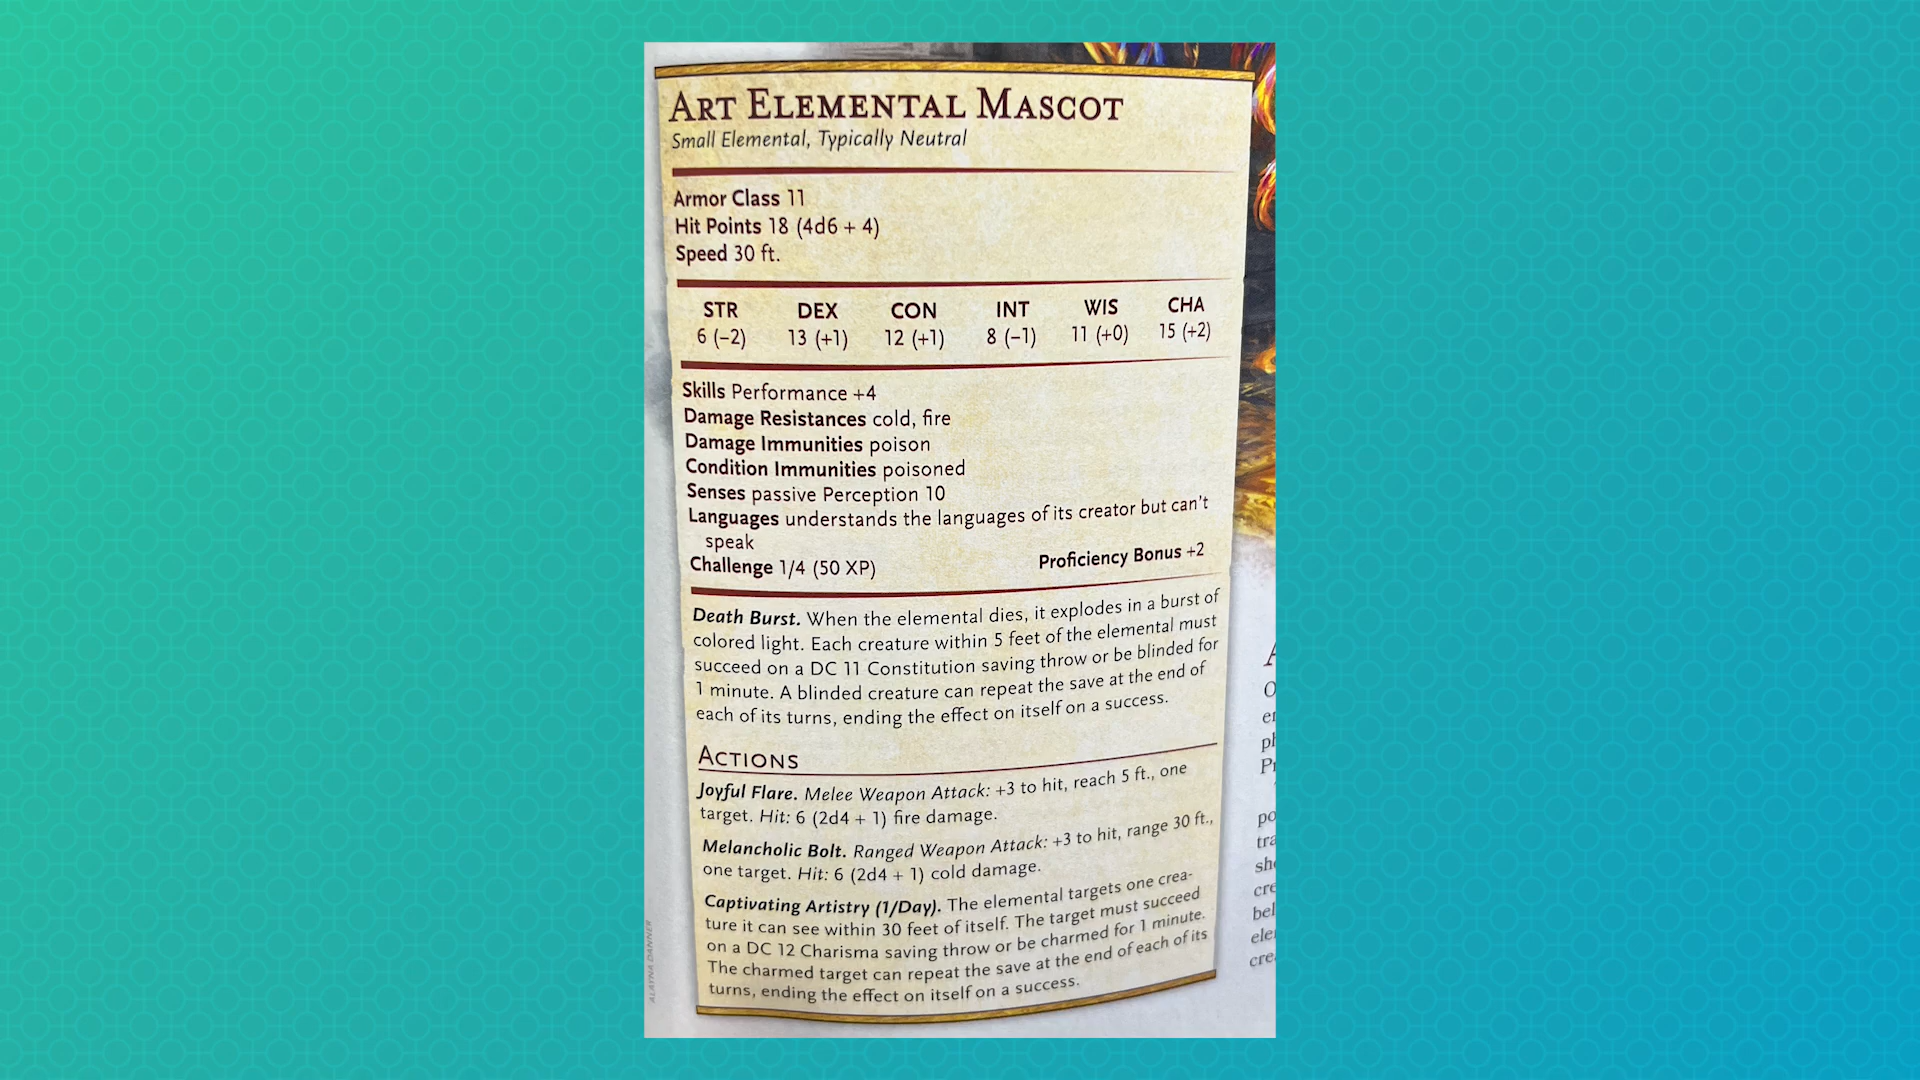 Art Elemental Mascot
Small Elemental, Typically Neutral
Armor Class 11
Hit Points 18 (4d6 + 4)
Speed 30 ft.
STR DEX CON INT WIS CHA
6 (–2) 13 (+1) 12 (+1) 8 (–1) 11 (+0) 15 (+2)
Skills Performance +4
Damage Resistances cold, fire
Damage Immunities poison
Condition Immunities poisoned
Senses passive Perception 10
Languages understands the languages of its creator but can't
speak
Challenge 1/4 (50 XP) Proficiency Bonus +2
Death Burst. When the elemental dies, it explodes in a burst of
colored light. Each creature within 5 feet of the elemental must
succeed on a DC 11 Constitution saving throw or be blinded for
1 minute. A blinded creature can repeat the save at the end of
each of its turns, ending the effect on itself on a success.
Actions
Joyful Flare. Melee Weapon Attack: +3 to hit, reach 5 ft., one
target. Hit: 6 (2d4 + 1) fire damage.
Melancholic Bolt. Ranged Weapon Attack: +3 to hit, range 30 ft.,
one target. Hit: 6 (2d4 + 1) cold damage.
Captivating Artistry (1/Day). The elemental targets one crea-
ture it can see within 30 feet of itself. The target must succeed
on a DC 12 Charisma saving throw or be charmed for 1 minute.
The charmed target can repeat the save at the end of each of its
turns, ending the effect on itself on a success.
ALAYNA DANNER